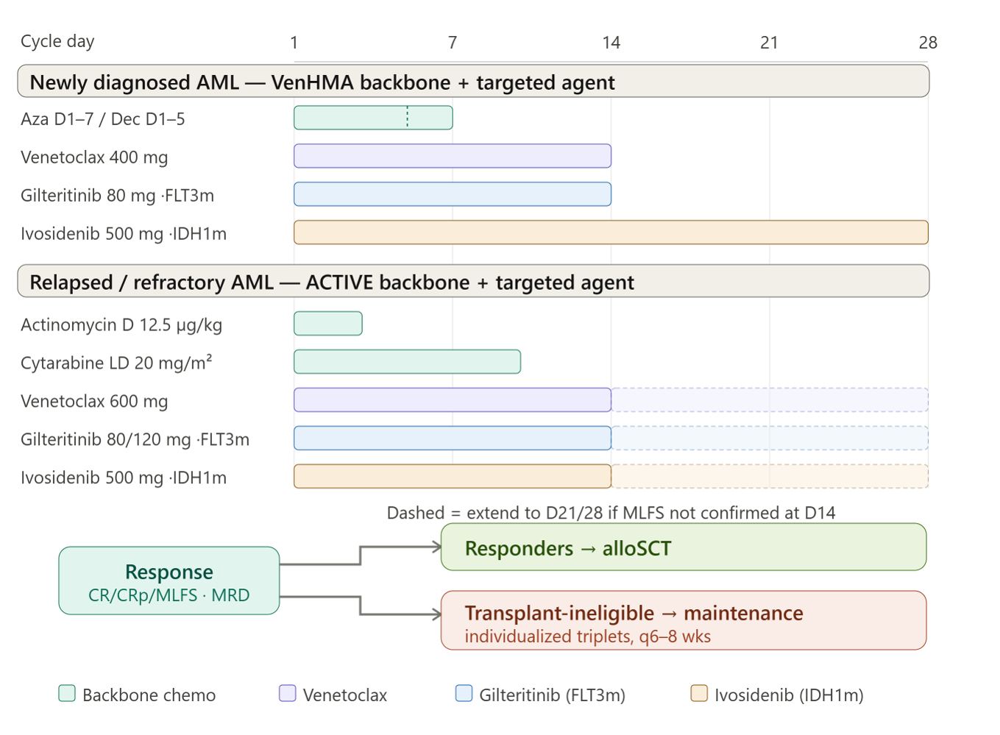 Cycle day 1 7 14 21 28
Newly diagnosed AML — VenHMA backbone + targeted agent
Aza D1–7 / Dec D1–5
Venetoclax 400 mg
Gilteritinib 80 mg ·FLT3m
Ivosidenib 500 mg ·IDH1m
Relapsed / refractory AML — ACTIVE backbone + targeted agent
Actinomycin D 12.5 µg/kg
Cytarabine LD 20 mg/m²
Venetoclax 600 mg
Gilteritinib 80/120 mg ·FLT3m
Ivosidenib 500 mg ·IDH1m
Dashed = extend to D21/28 if MLFS not confirmed at D14
Response
CR/CRp/MLFS · MRD
Responders → alloSCT
Transplant-ineligible → maintenance
individualized triplets, q6–8 wks
Backbone chemo
Venetoclax
Gilteritinib (FLT3m)
Ivosidenib (IDH1m)